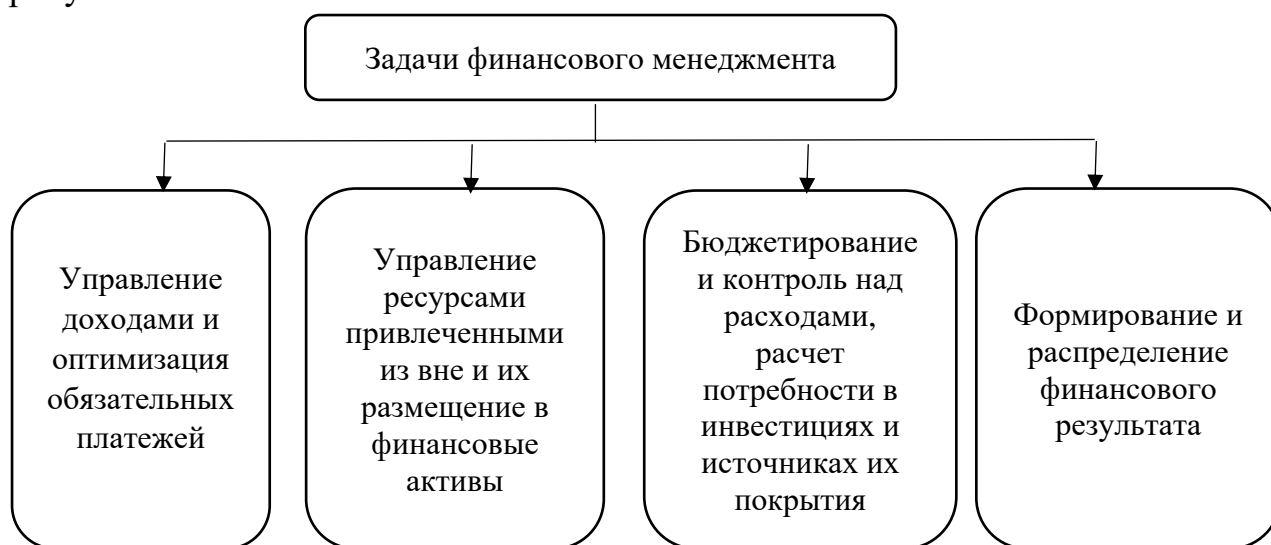 Задачи финансового менеджмента
Управление
доходами и
оптимизация
обязательных
платежей
Управление
ресурсами
привлеченными
из вне и их
размещение в
финансовые
активы
Бюджетирование
и контроль над
расходами,
расчет
потребности в
инвестициях и
источниках их
покрытия
Формирование и
распределение
финансового
результата